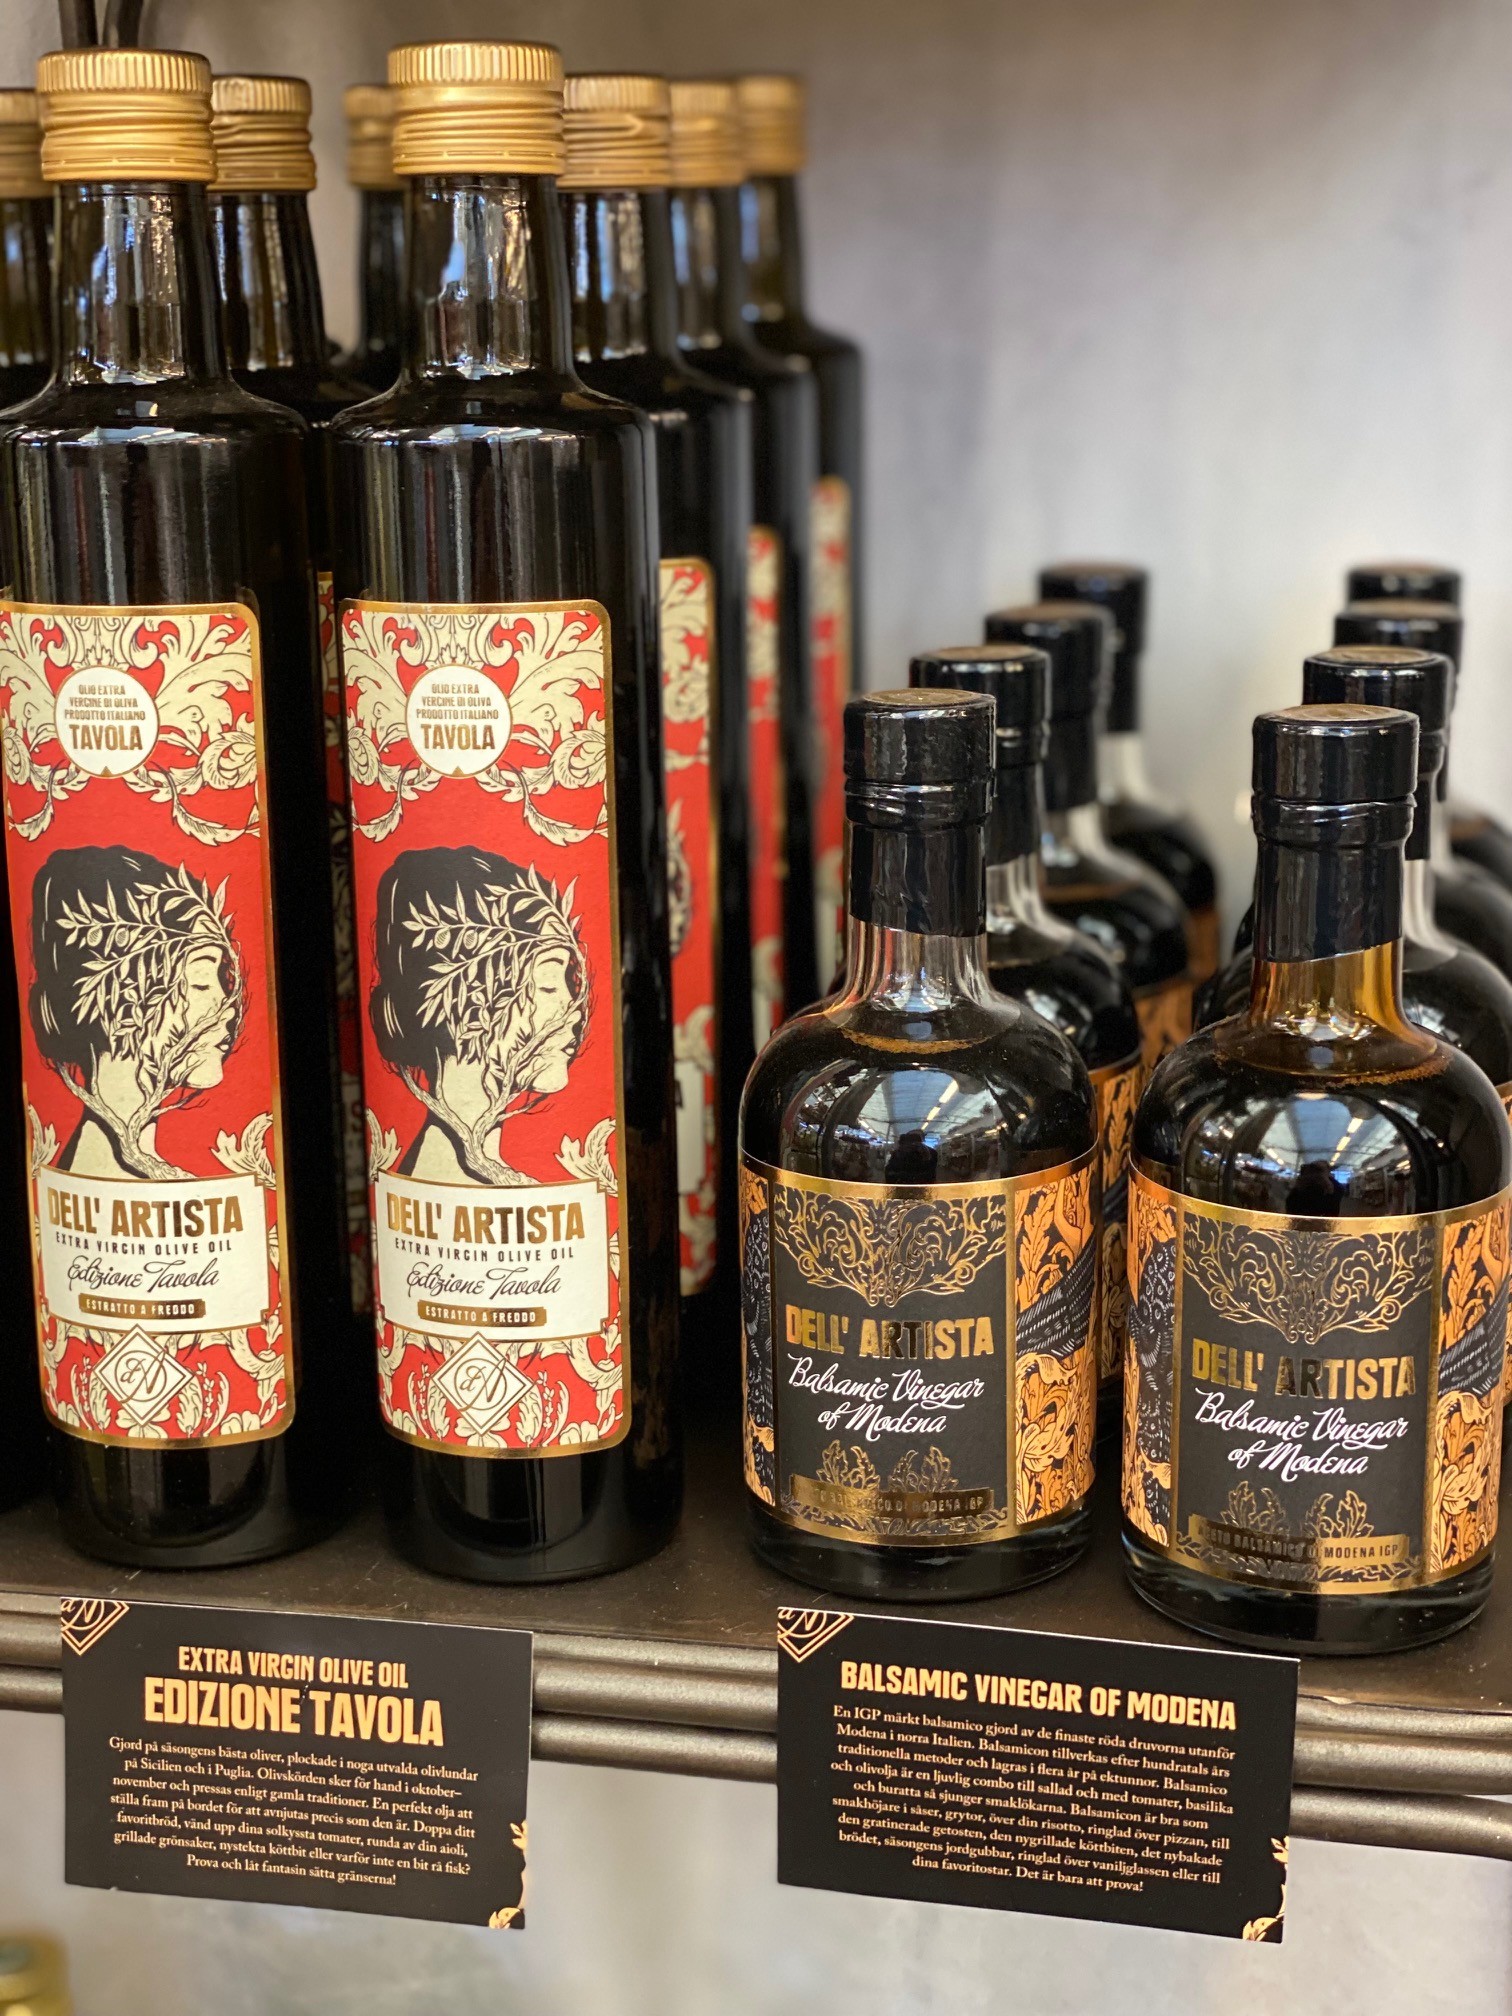 OLIO EXTRA
VERGINE DI OLIVA
PRODOTTO ITALIANO
TAVOLA
DELL' ARTISTA
EXTRA VIRGIN OLIVE OIL
Edizione Tavola
ESTRATTO A FREDDO
OLIO EXTRA
VERGINE DI OLIVA
PRODOTTO ITALIANO
TAVOLA
DELL' ARTISTA
EXTRA VIRGIN OLIVE OIL
Edizione Tavola
ESTRATTO A FREDDO
DELL' ARTISTA
Balsamic Vinegar
of Modena
DI MODENA IGP
DELL' ARTISTA
Balsamic Vinegar
of Modena
BALSAMICO DI MODENA IGP
EXTRA VIRGIN OLIVE OIL
EDIZIONE TAVOLA
Gjord på säsongens bästa oliver, plockade i noga utvalda olivlundar
på Sicilien och i Puglia. Olivskörden sker för hand i oktober–
november och pressas enligt gamla traditioner. En perfekt olja att
ställa fram på bordet för att avnjutas precis som den är. Doppa ditt
favoritbröd, vänd upp dina solkyssta tomater, runda av din aioli,
grillade grönsaker, nystekta köttbit eller varför inte en bit rå fisk?
Prova och låt fantasin sätta gränserna!
BALSAMIC VINEGAR OF MODENA
En IGP märkt balsamico gjord av de finaste röda druvorna utanför
Modena i norra Italien. Balsamicon tillverkas efter hundratals års
traditionella metoder och lagras i flera år på ektunnor. Balsamico
och olivolja är en ljuvlig combo till sallad och med tomater, basilika
och buratta så sjunger smaklökarna. Balsamicon är bra som
smakhöjare i såser, grytor, över din risotto, ringlad över pizzan, till
den gratinerade getosten, den nygrillade köttbiten, det nybakade
brödet, säsongens jordgubbar, ringlad över vaniljglassen eller till
dina favoritostar. Det är bara att prova!